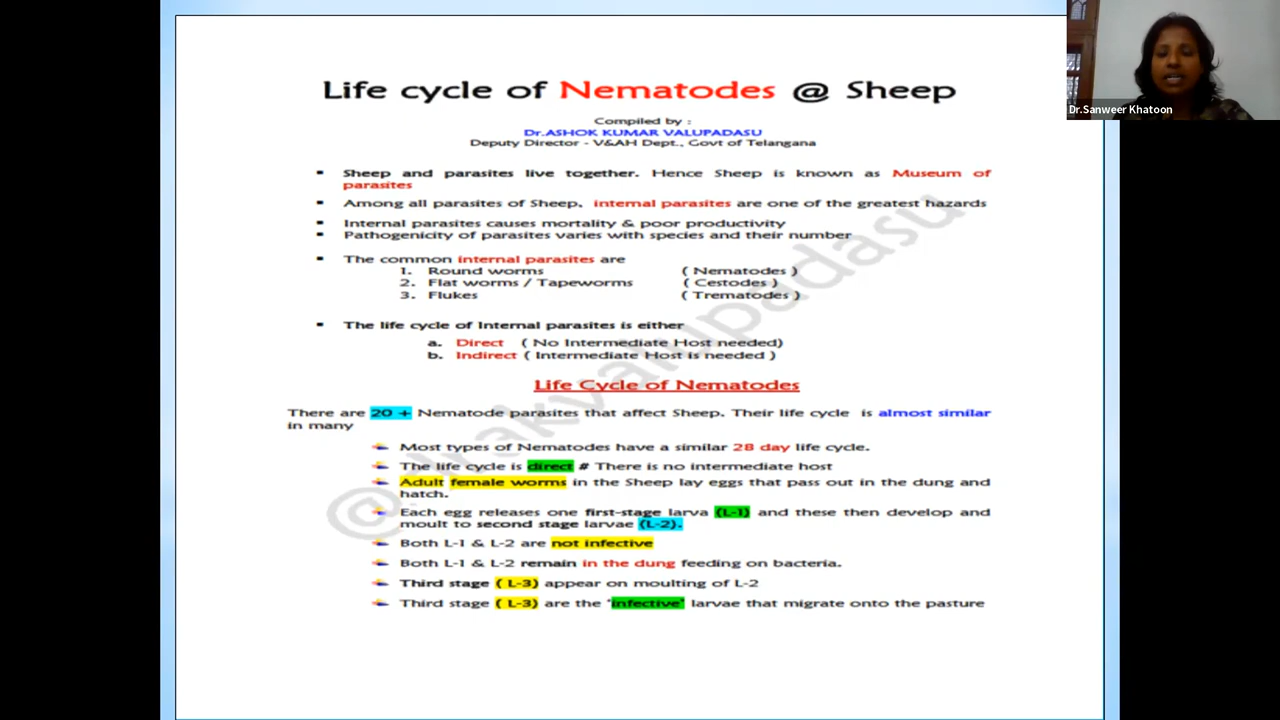 Life cycle of Nematodes @ Sheep
Dr.Sanweer Khatoon
Compiled by :
Dr.ASHOK KUMAR VALUPADASU
Deputy Director - V&AH Dept., Govt of Telangana
▪ Sheep and parasites live together. Hence Sheep is known as Museum of
parasites
▪ Among all parasites of Sheep, internal parasites are one of the greatest hazards
▪ Internal parasites causes mortality & poor productivity
▪ Pathogenicity of parasites varies with species and their number
▪ The common internal parasites are
1. Round worms ( Nematodes )
2. Flat worms / Tapeworms ( Cestodes )
3. Flukes ( Trematodes )
▪ The life cycle of Internal parasites is either
a. Direct ( No Intermediate Host needed)
b. Indirect ( Intermediate Host is needed )
Life Cycle of Nematodes
There are 20 + Nematode parasites that affect Sheep. Their life cycle is almost similar
in many
Most types of Nematodes have a similar 28 day life cycle.
The life cycle is direct # There is no intermediate host
Adult female worms in the Sheep lay eggs that pass out in the dung and
hatch.
Each egg releases one first-stage larva (L-1) and these then develop and
moult to second stage larvae (L-2).
Both L-1 & L-2 are not infective
Both L-1 & L-2 remain in the dung feeding on bacteria.
Third stage ( L-3) appear on moulting of L-2
Third stage ( L-3) are the 'infective' larvae that migrate onto the pasture
@drakvalupadasu